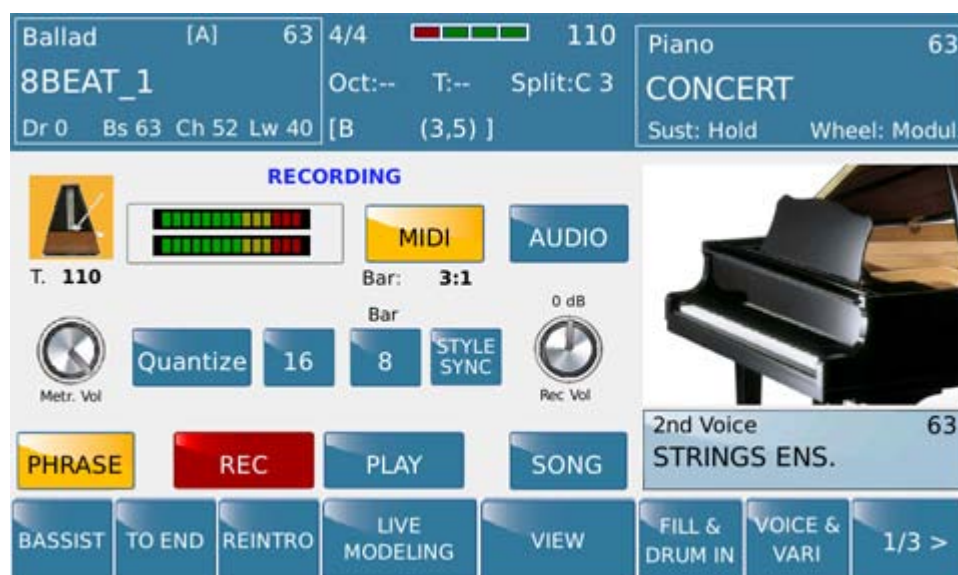 Ballad [A] 63
8BEAT_1
Dr 0 Bs 63 Ch 52 Lw 40
4/4 110
Oct:-- T:-- Split:C 3
[B (3,5) ]
Piano 63
CONCERT
Sust: Hold Wheel: Modul
RECORDING
MIDI
AUDIO
T. 110
Bar: 3:1
Bar
0 dB
Quantize
16
8
STYLE
SYNC
Metr. Vol
Rec Vol
2nd Voice 63
STRINGS ENS.
PHRASE
REC
PLAY
SONG
BASSIST
TO END
REINTRO
LIVE
MODELING
VIEW
FILL &
DRUM IN
VOICE &
VARI
1/3 >